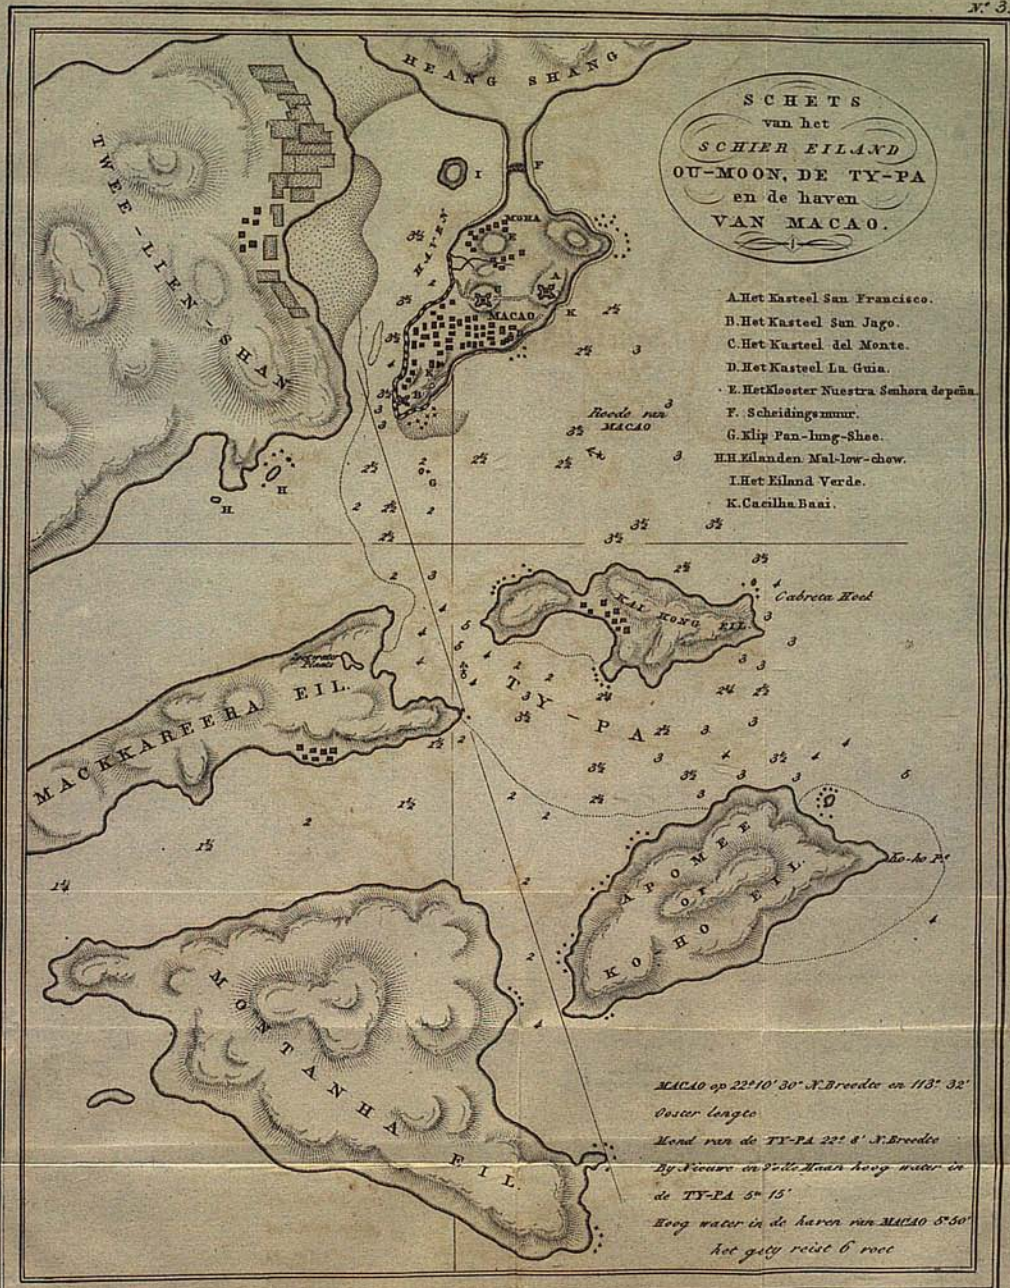 Nº 3.
HEANG SHANG
SCHETS
van het
SCHIER EILAND
OU-MOON, DE TY-PA
en de haven
VAN MACAO.
TWEE-LIEN-SHAN
I
F
MOHA
HAVEN
E
A
C
MACAO
K
D
B
A. Het Kasteel San Francisco.
B. Het Kasteel San Jago.
C. Het Kasteel del Monte.
D. Het Kasteel La Guia.
E. Het Klooster Nuestra Senhora de peña.
F. Scheidingsmuur.
G. Klip Pan-lung-Shee.
H.H. Eilanden Mal-low-chow.
I. Het Eiland Verde.
K. Cacilha Baai.
Reede van
MACAO
H
H
G
Cabreta Hoek
KAI KONG EIL.
MACKKAREERA EIL.
TY-PA
APOMEE
OF
KO-HO EIL.
Ko-ho Pt
MONTANHA EIL.
MACAO op 22° 10' 30" N. Breedte en 113° 32'
Ooster lengte
Mond van de TY-PA 22° 8' N. Breedte
By Nieuwe en Volle Maan hoog water in
de TY-PA 5u 15'
Hoog water in de haven van MACAO 5u 50'
het gety reist 6 voet